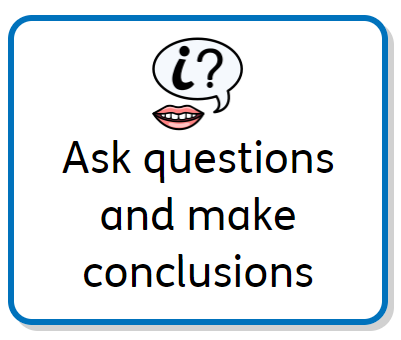 ¿?
Ask questions
and make
conclusions